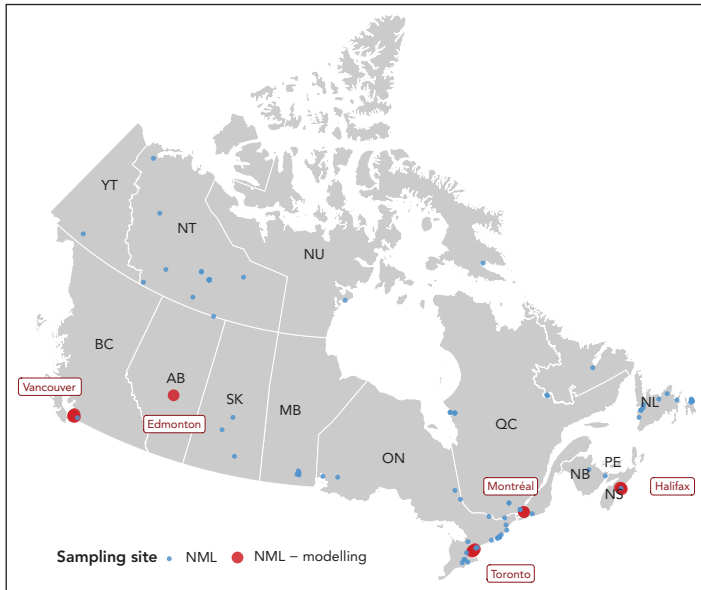 YT
NT
NU
BC
AB
Vancouver
SK
Edmonton
MB
NL
QC
ON
PE
NB
Montréal
Halifax
NS
Sampling site NML NML – modelling
Toronto